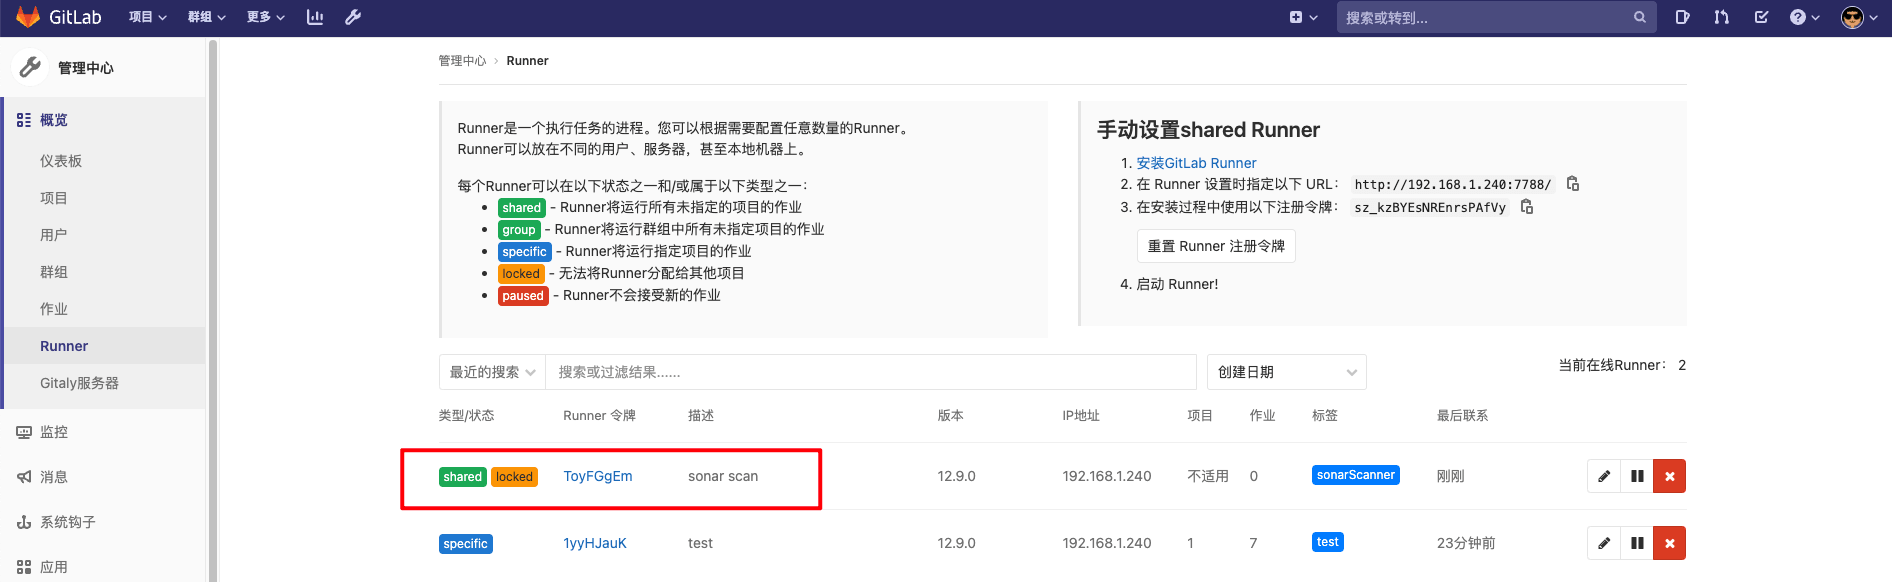 GitLab 项目 群组 更多 搜索或转到...
管理中心
概览
仪表板
项目
用户
群组
作业
Runner
Gitaly服务器
监控
消息
系统钩子
应用
管理中心 › Runner
Runner是一个执行任务的进程。您可以根据需要配置任意数量的Runner。
Runner可以放在不同的用户、服务器，甚至本地机器上。
每个Runner可以在以下状态之一和/或属于以下类型之一：
shared - Runner将运行所有未指定的项目的作业
group - Runner将运行群组中所有未指定项目的作业
specific - Runner将运行指定项目的作业
locked - 无法将Runner分配给其他项目
paused - Runner不会接受新的作业
手动设置shared Runner
1. 安装GitLab Runner
2. 在 Runner 设置时指定以下 URL： http://192.168.1.240:7788/
3. 在安装过程中使用以下注册令牌： sz_kzBYEsNREnrsPAfVy
重置 Runner 注册令牌
4. 启动 Runner!
最近的搜索 搜索或过滤结果...... 创建日期 当前在线Runner： 2
类型/状态 Runner 令牌 描述 版本 IP地址 项目 作业 标签 最后联系
shared locked ToyFGgEm sonar scan 12.9.0 192.168.1.240 不适用 0 sonarScanner 刚刚
specific 1yyHJauK test 12.9.0 192.168.1.240 1 7 test 23分钟前